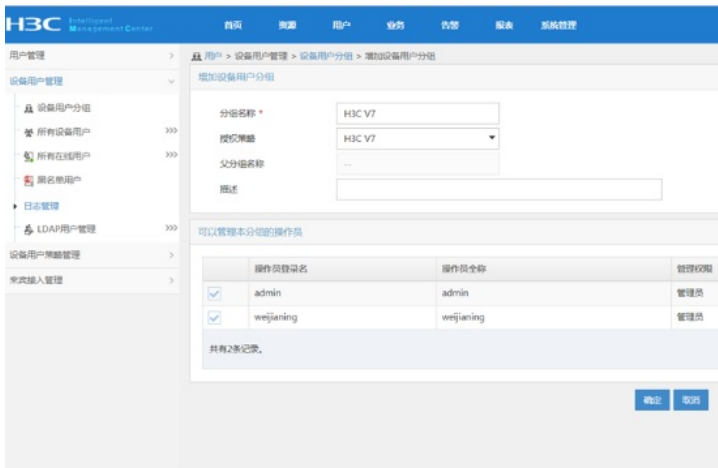 H3C Intelligent Management Center
首页 资源 用户 业务 告警 报表 系统管理
用户管理
设备用户管理
设备用户分组
所有设备用户
所有在线用户
黑名单用户
日志管理
LDAP用户管理
设备用户策略管理
来宾接入管理
用户 > 设备用户管理 > 设备用户分组 > 增加设备用户分组
增加设备用户分组
分组名称 * H3C V7
授权策略 H3C V7
父分组名称 --
描述
可以管理本分组的操作员
操作员登录名 操作员全称 管理权限
admin admin 管理员
weijianing weijianing 管理员
共有2条记录。
确定 取消